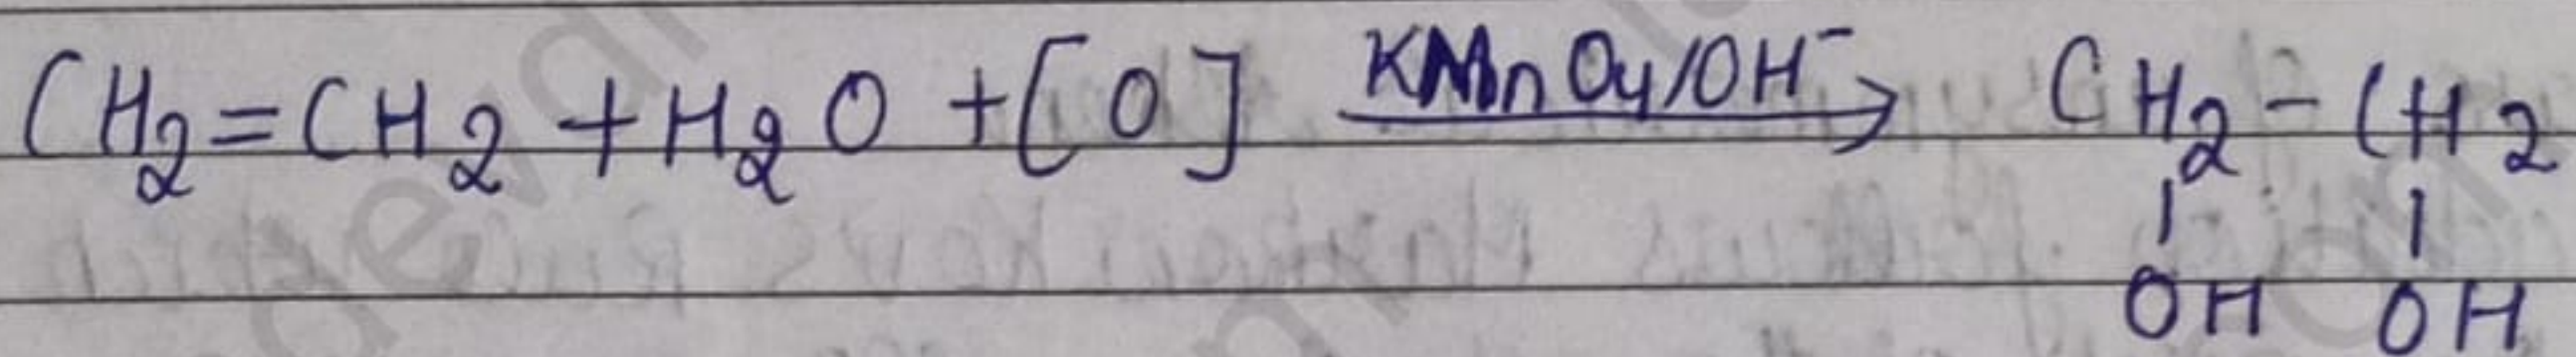 CH₂=CH₂ + H₂O + [O] KMnO₄/OH⁻ → CH₂-CH₂
| |
OH OH